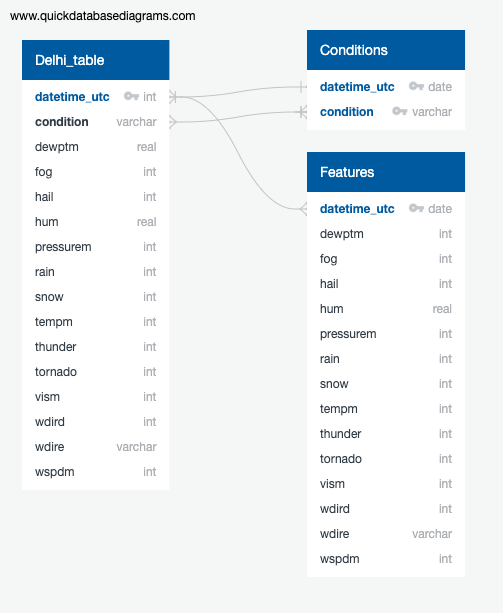 www.quickdatabasediagrams.com
Delhi_table
datetime_utc int
condition varchar
dewptm real
fog int
hail int
hum real
pressurem int
rain int
snow int
tempm int
thunder int
tornado int
vism int
wdird int
wdire varchar
wspdm int
Conditions
datetime_utc date
condition varchar
Features
datetime_utc date
dewptm int
fog int
hail int
hum real
pressurem int
rain int
snow int
tempm int
thunder int
tornado int
vism int
wdird int
wdire varchar
wspdm int